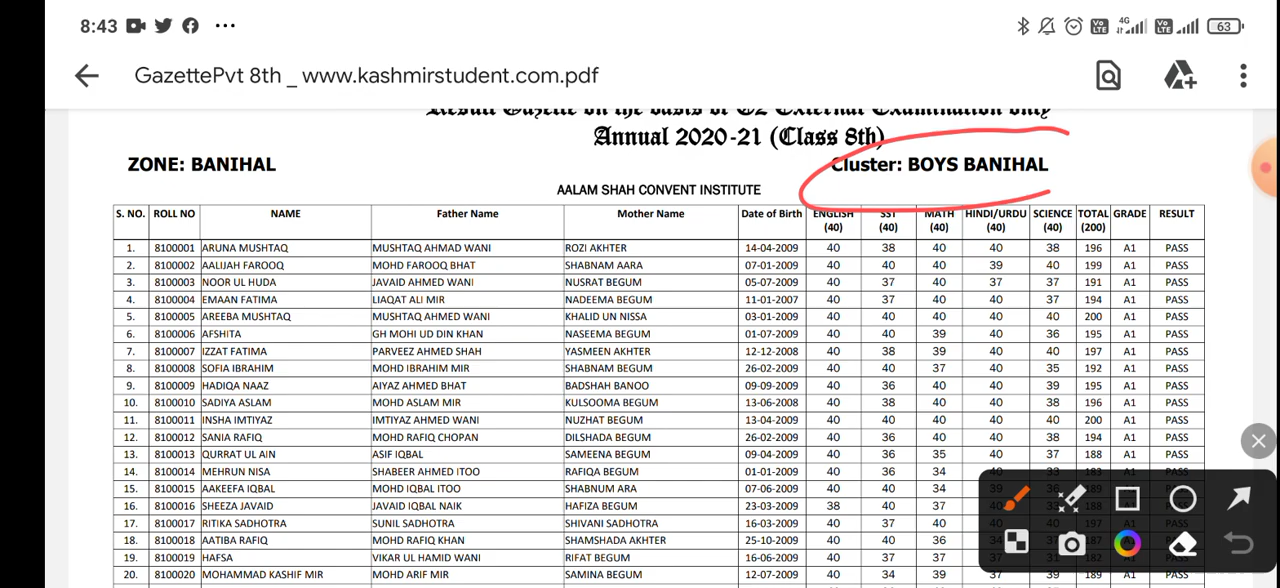 8:43 ... 4G 63
GazettePvt 8th _ www.kashmirstudent.com.pdf
Result Gazette on the basis of T2 External Examination only
Annual 2020-21 (Class 8th)
ZONE: BANIHAL Cluster: BOYS BANIHAL
AALAM SHAH CONVENT INSTITUTE
S. NO. ROLL NO NAME Father Name Mother Name Date of Birth ENGLISH (40) SST (40) MATH (40) HINDI/URDU (40) SCIENCE (40) TOTAL (200) GRADE RESULT
1. 8100001 ARUNA MUSHTAQ MUSHTAQ AHMAD WANI ROZI AKHTER 14-04-2009 40 38 40 40 38 196 A1 PASS
2. 8100002 AALIJAH FAROOQ MOHD FAROOQ BHAT SHABNAM AARA 07-01-2009 40 40 40 39 40 199 A1 PASS
3. 8100003 NOOR UL HUDA JAVAID AHMED WANI NUSRAT BEGUM 05-07-2009 40 37 40 37 37 191 A1 PASS
4. 8100004 EMAAN FATIMA LIAQAT ALI MIR NADEEMA BEGUM 11-01-2007 40 37 40 40 37 194 A1 PASS
5. 8100005 AREEBA MUSHTAQ MUSHTAQ AHMED WANI KHALID UN NISSA 03-01-2009 40 40 40 40 40 200 A1 PASS
6. 8100006 AFSHITA GH MOHI UD DIN KHAN NASEEMA BEGUM 01-07-2009 40 40 39 40 36 195 A1 PASS
7. 8100007 IZZAT FATIMA PARVEEZ AHMED SHAH YASMEEN AKHTER 12-12-2008 40 38 39 40 40 197 A1 PASS
8. 8100008 SOFIA IBRAHIM MOHD IBRAHIM MIR SHABNAM BEGUM 26-02-2009 40 40 37 40 35 192 A1 PASS
9. 8100009 HADIQA NAAZ AIYAZ AHMED BHAT BADSHAH BANOO 09-09-2009 40 36 40 40 39 195 A1 PASS
10. 8100010 SADIYA ASLAM MOHD ASLAM MIR KULSOOMA BEGUM 13-06-2008 40 38 40 40 38 196 A1 PASS
11. 8100011 INSHA IMTIYAZ IMTIYAZ AHMED WANI NUZHAT BEGUM 13-04-2009 40 40 40 40 40 200 A1 PASS
12. 8100012 SANIA RAFIQ MOHD RAFIQ CHOPAN DILSHADA BEGUM 26-02-2009 40 36 40 40 38 194 A1 PASS
13. 8100013 QURRAT UL AIN ASIF IQBAL SAMEENA BEGUM 09-04-2009 40 36 35 40 37 188 A1 PASS
14. 8100014 MEHRUN NISA SHABEER AHMED ITOO RAFIQA BEGUM 01-01-2009 40 36 34 40 33 183 A1 PASS
15. 8100015 AAKEEFA IQBAL MOHD IQBAL ITOO SHABNUM ARA 07-06-2009 40 40 34 39 36 189 A1 PASS
16. 8100016 SHEEZA JAVAID JAVAID IQBAL NAIK HAFIZA BEGUM 23-03-2009 38 40 37 40 188
17. 8100017 RITIKA SADHOTRA SUNIL SADHOTRA SHIVANI SADHOTRA 16-03-2009 40 37 40 40 40 197 A1 PASS
18. 8100018 AATIBA RAFIQ MOHD RAFIQ KHAN SHAMSHADA AKHTER 25-10-2009 40 40 36
19. 8100019 HAFSA VIKAR UL HAMID WANI RIFAT BEGUM 16-06-2009 40 37 37 182 A1 PASS
20. 8100020 MOHAMMAD KASHIF MIR MOHD ARIF MIR SAMINA BEGUM 12-07-2009 40 34 39 37 39 189 A1 PASS